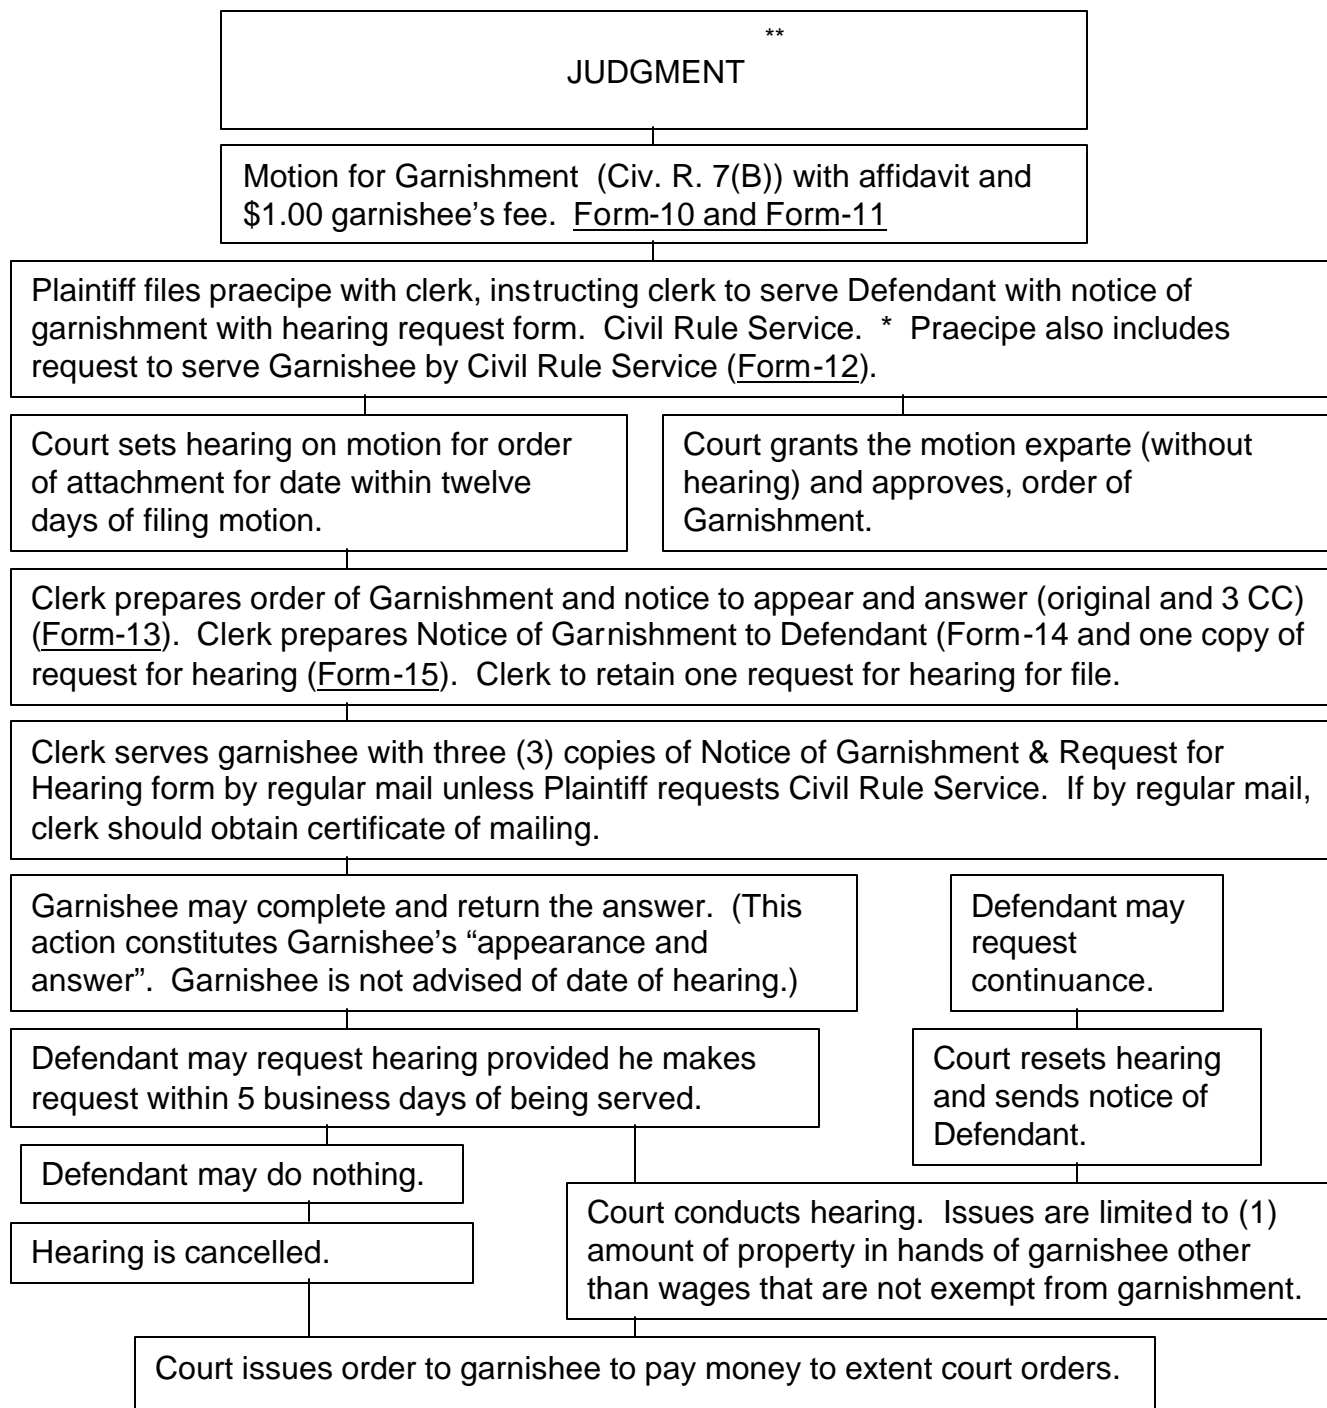 **
JUDGMENT
Motion for Garnishment (Civ. R. 7(B)) with affidavit and
$1.00 garnishee’s fee. Form-10 and Form-11
Plaintiff files praecipe with clerk, instructing clerk to serve Defendant with notice of
garnishment with hearing request form. Civil Rule Service. * Praecipe also includes
request to serve Garnishee by Civil Rule Service (Form-12).
Court sets hearing on motion for order
of attachment for date within twelve
days of filing motion.
Court grants the motion exparte (without
hearing) and approves, order of
Garnishment.
Clerk prepares order of Garnishment and notice to appear and answer (original and 3 CC)
(Form-13). Clerk prepares Notice of Garnishment to Defendant (Form-14 and one copy of
request for hearing (Form-15). Clerk to retain one request for hearing for file.
Clerk serves garnishee with three (3) copies of Notice of Garnishment & Request for
Hearing form by regular mail unless Plaintiff requests Civil Rule Service. If by regular mail,
clerk should obtain certificate of mailing.
Garnishee may complete and return the answer. (This
action constitutes Garnishee’s “appearance and
answer”. Garnishee is not advised of date of hearing.)
Defendant may
request
continuance.
Defendant may request hearing provided he makes
request within 5 business days of being served.
Court resets hearing
and sends notice of
Defendant.
Defendant may do nothing.
Hearing is cancelled.
Court conducts hearing. Issues are limited to (1)
amount of property in hands of garnishee other
than wages that are not exempt from garnishment.
Court issues order to garnishee to pay money to extent court orders.